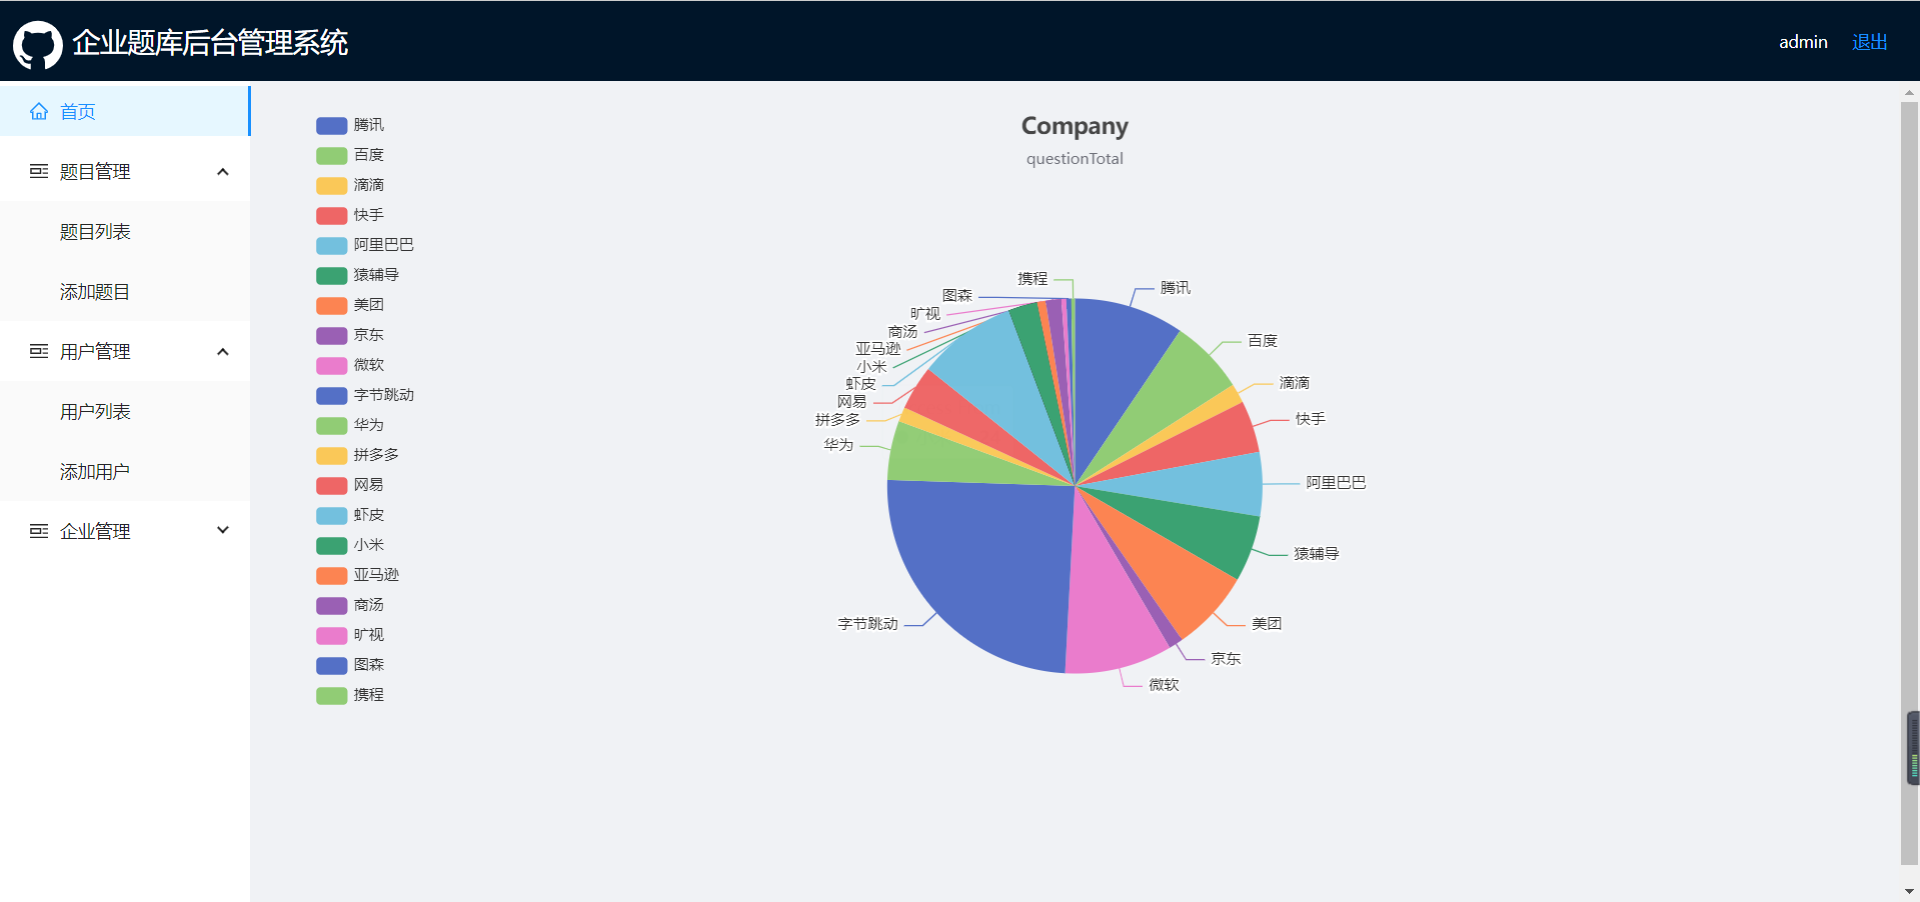 企业题库后台管理系统
admin 退出
首页
题目管理
题目列表
添加题目
用户管理
用户列表
添加用户
企业管理
腾讯
百度
滴滴
快手
阿里巴巴
猿辅导
美团
京东
微软
字节跳动
华为
拼多多
网易
虾皮
小米
亚马逊
商汤
旷视
图森
携程
Company
questionTotal
腾讯
百度
滴滴
快手
阿里巴巴
猿辅导
美团
京东
微软
字节跳动
华为
拼多多
网易
虾皮
小米
亚马逊
商汤
旷视
图森
携程